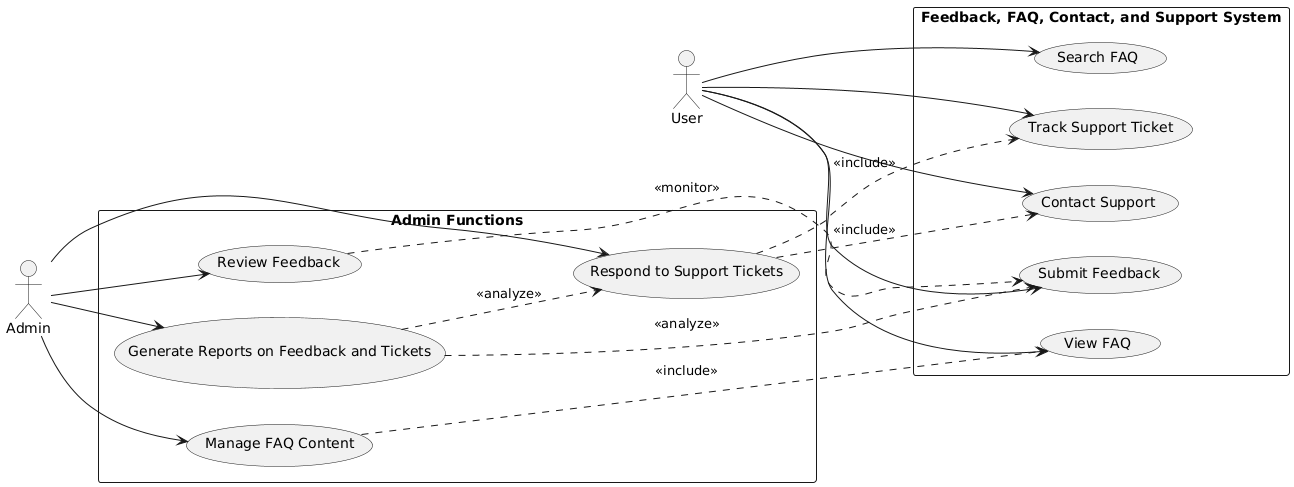 Feedback, FAQ, Contact, and Support System
Search FAQ
User
Track Support Ticket
«include»
«monitor»
Contact Support
Admin Functions
«include»
Review Feedback
Respond to Support Tickets
Submit Feedback
«analyze»
Admin
«analyze»
Generate Reports on Feedback and Tickets
View FAQ
«include»
Manage FAQ Content